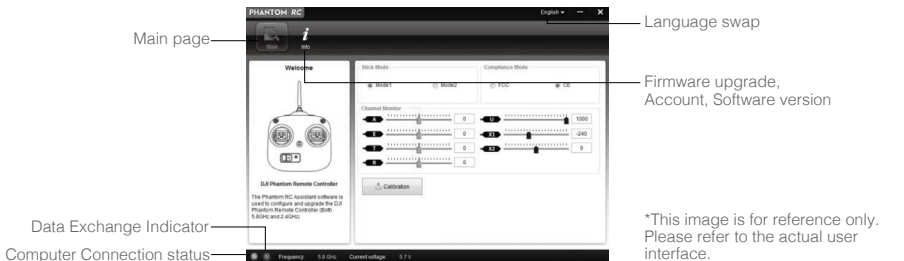 PHANTOM RC
English
Main page
Main
Info
Language swap
Welcome
Stick Mode
Mode1
Mode2
Compliance Mode
FCC
CE
Firmware upgrade,
Account, Software version
Channel Monitor
A
0
U
1000
E
0
X1
-240
T
0
X2
0
R
0
Calibration
DJI Phantom Remote Controller
The Phantom RC Assistant software is
used to configure and upgrade the DJI
Phantom Remote Controller (Both
5.8GHz and 2.4GHz)
*This image is for reference only.
Please refer to the actual user
interface.
Data Exchange Indicator
Computer Connection status
Frequency 5.8 GHz Current voltage 5.7 V